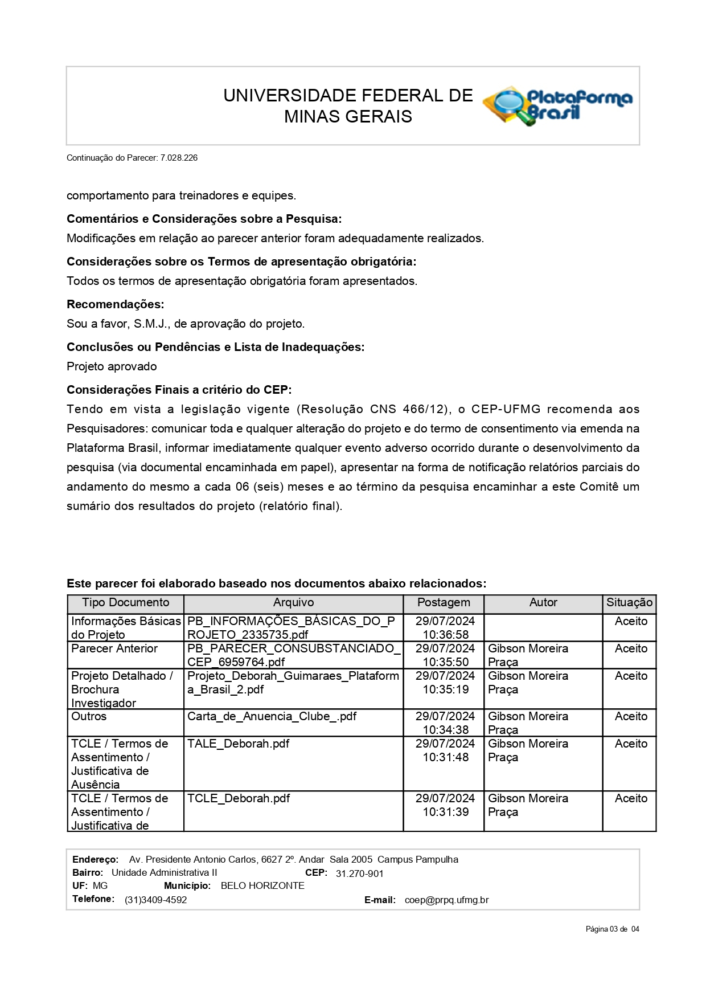 UNIVERSIDADE FEDERAL DE
MINAS GERAIS
Plataforma
Brasil
Continuação do Parecer: 7.028.226
comportamento para treinadores e equipes.
Comentários e Considerações sobre a Pesquisa:
Modificações em relação ao parecer anterior foram adequadamente realizados.
Considerações sobre os Termos de apresentação obrigatória:
Todos os termos de apresentação obrigatória foram apresentados.
Recomendações:
Sou a favor, S.M.J., de aprovação do projeto.
Conclusões ou Pendências e Lista de Inadequações:
Projeto aprovado
Considerações Finais a critério do CEP:
Tendo em vista a legislação vigente (Resolução CNS 466/12), o CEP-UFMG recomenda aos
Pesquisadores: comunicar toda e qualquer alteração do projeto e do termo de consentimento via emenda na
Plataforma Brasil, informar imediatamente qualquer evento adverso ocorrido durante o desenvolvimento da
pesquisa (via documental encaminhada em papel), apresentar na forma de notificação relatórios parciais do
andamento do mesmo a cada 06 (seis) meses e ao término da pesquisa encaminhar a este Comitê um
sumário dos resultados do projeto (relatório final).
Este parecer foi elaborado baseado nos documentos abaixo relacionados:
Tipo Documento Arquivo Postagem Autor Situação
Informações Básicas PB_INFORMAÇÕES_BÁSICAS_DO_P 29/07/2024 Aceito
do Projeto ROJETO_2335735.pdf 10:36:58
Parecer Anterior PB_PARECER_CONSUBSTANCIADO_ 29/07/2024 Gibson Moreira Aceito
CEP_6959764.pdf 10:35:50 Praça
Projeto Detalhado / Projeto_Deborah_Guimaraes_Plataform 29/07/2024 Gibson Moreira Aceito
Brochura a_Brasil_2.pdf 10:35:19 Praça
Investigador
Outros Carta_de_Anuencia_Clube_.pdf 29/07/2024 Gibson Moreira Aceito
10:34:38 Praça
TCLE / Termos de TALE_Deborah.pdf 29/07/2024 Gibson Moreira Aceito
Assentimento / 10:31:48 Praça
Justificativa de
Ausência
TCLE / Termos de TCLE_Deborah.pdf 29/07/2024 Gibson Moreira Aceito
Assentimento / 10:31:39 Praça
Justificativa de
Endereço: Av. Presidente Antonio Carlos, 6627 2º. Andar Sala 2005 Campus Pampulha
Bairro: Unidade Administrativa II CEP: 31.270-901
UF: MG Município: BELO HORIZONTE
Telefone: (31)3409-4592 E-mail: coep@prpq.ufmg.br
Página 03 de 04